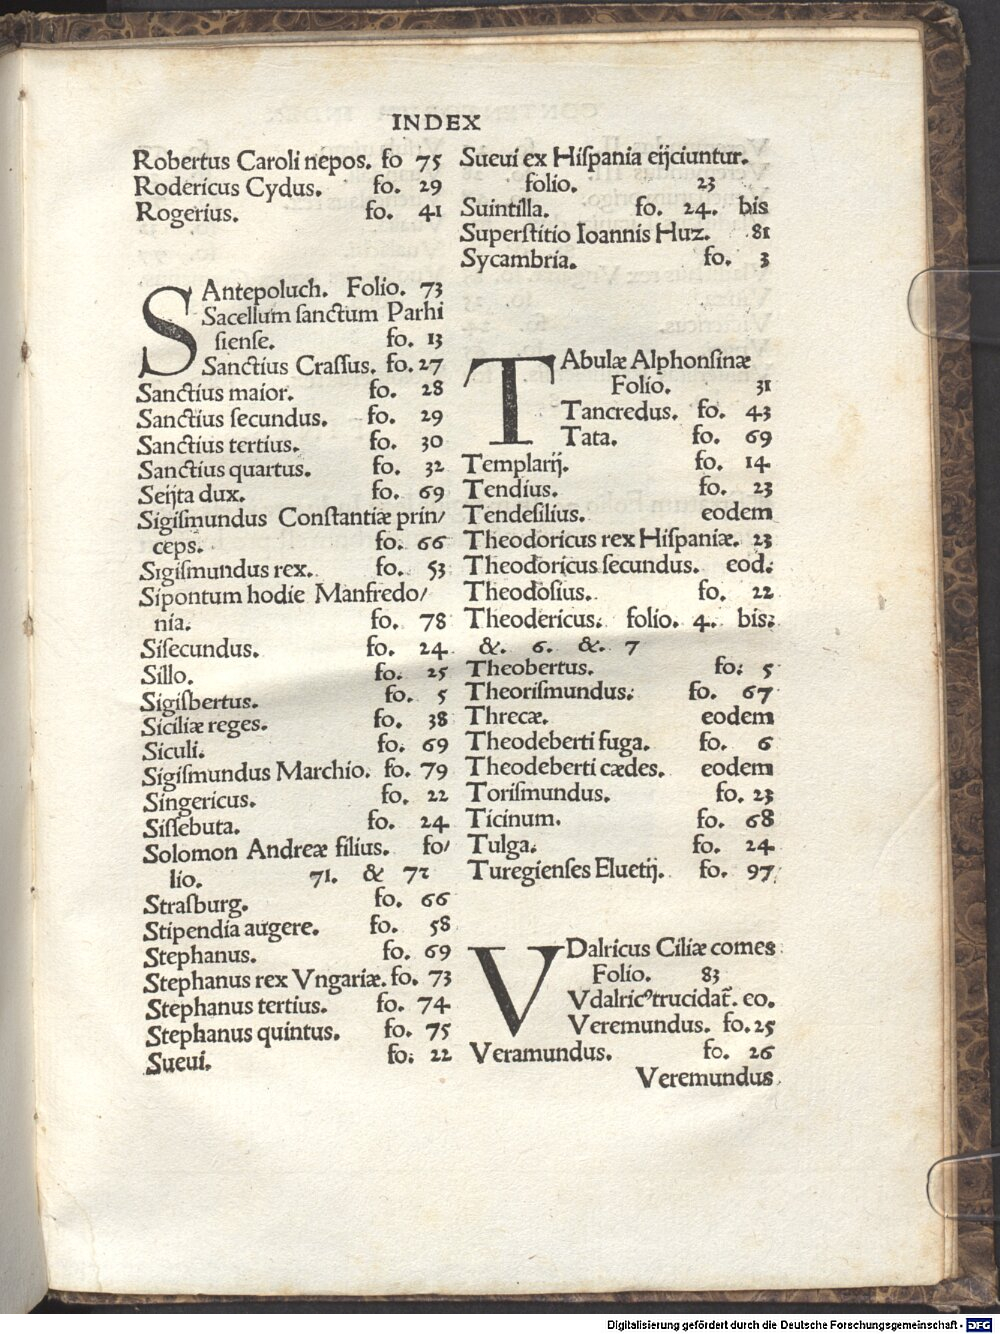 INDEX
Robertus Caroli nepos. fo 75
Rodericus Cydus. fo. 29
Rogerius. fo. 41
SAntepoluch. Folio. 73
Sacellum ſanctum Parhi
ſienſe. fo. 13
Sanctius Craſſus. fo. 27
Sanctius maior. fo. 28
Sanctius ſecundus. fo. 29
Sanctius tertius. fo. 30
Sanctius quartus. fo. 32
Seijta dux. fo. 69
Sigiſmundus Conſtantiæ prin/
ceps. fo. 66
Sigiſmundus rex. fo. 53
Sipontum hodie Manfredo/
nia. fo. 78
Siſecundus. fo. 24
Sillo. fo. 25
Sigiſbertus. fo. 5
Siciliæ reges. fo. 38
Siculi. fo. 69
Sigiſmundus Marchio. fo. 79
Singericus. fo. 22
Siſſebuta. fo. 24
Solomon Andreæ filius. fo/
lio. 71. & 72
Straſburg. fo. 66
Stipendia augere. fo. 58
Stephanus. fo. 69
Stephanus rex Vngariæ. fo. 73
Stephanus tertius. fo. 74
Stephanus quintus. fo. 75
Sueui. fo. 22
Sueui ex Hiſpania eijciuntur.
folio. 23
Suintilla. fo. 24. bis
Superſtitio Ioannis Huz. 81
Sycambria. fo. 3
TAbulæ Alphonſinæ
Folio. 31
Tancredus. fo. 43
Tata. fo. 69
Templarij. fo. 14
Tendius. fo. 23
Tendeſilius. eodem
Theodoricus rex Hiſpaniæ. 23
Theodoricus ſecundus. eod.
Theodoſius. fo. 22
Theodericus. folio. 4. bis.
&. 6. &. 7
Theobertus. fo. 5
Theoriſmundus. fo. 67
Threcæ. eodem
Theodeberti fuga. fo. 6
Theodeberti cædes. eodem
Toriſmundus. fo. 23
Ticinum. fo. 68
Tulga. fo. 24
Turegienſes Eluetij. fo. 97
VDalricus Ciliæ comes
Folio. 83
Vdalricꝰ trucidat̃. eo.
Veremundus. fo. 25
Veramundus. fo. 26
Veremundus
Digitalisierung gefördert durch die Deutsche Forschungsgemeinschaft - DFG